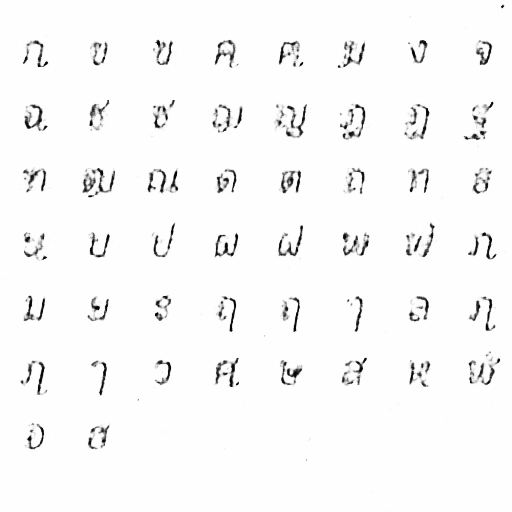 ก ข ฃ ค ฅ ฆ ง จ
ฉ ช ซ ฌ ญ ฎ ฏ ฐ
ฑ ฒ ณ ด ต ถ ท ธ
น บ ป ผ ฝ พ ฟ ภ
ม ย ร ฤ ฤ า ล ฦ
ฦ า ว ศ ษ ส ห ฬ
อ ฮ